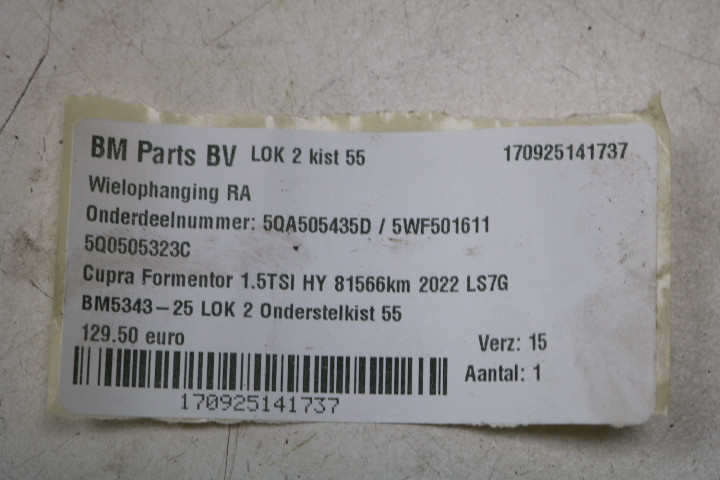 BM Parts BV LOK 2 kist 55 170925141737
Wielophanging RA
Onderdeelnummer: 5QA505435D / 5WF501611
5Q0505323C
Cupra Formentor 1.5TSI HY 81566km 2022 LS7G
BM5343-25 LOK 2 Onderstelkist 55
129.50 euro Verz: 15
Aantal: 1
170925141737